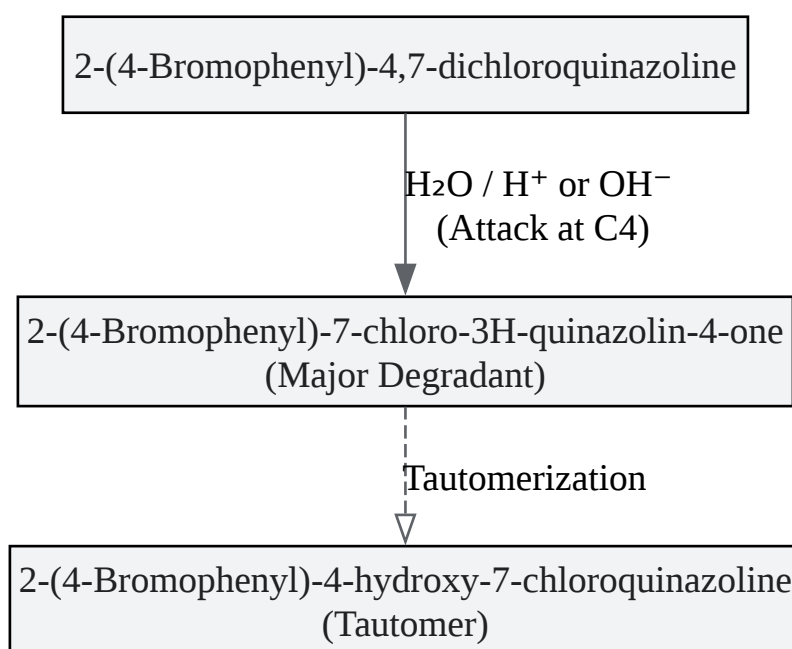 2-(4-Bromophenyl)-4,7-dichloroquinazoline
H₂O / H⁺ or OH⁻
(Attack at C4)
2-(4-Bromophenyl)-7-chloro-3H-quinazolin-4-one
(Major Degradant)
Tautomerization
2-(4-Bromophenyl)-4-hydroxy-7-chloroquinazoline
(Tautomer)